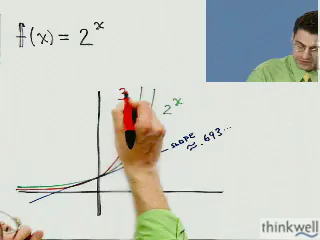 f(x) = 2^x
3
2^x
SLOPE
≈ .693...
thinkwell